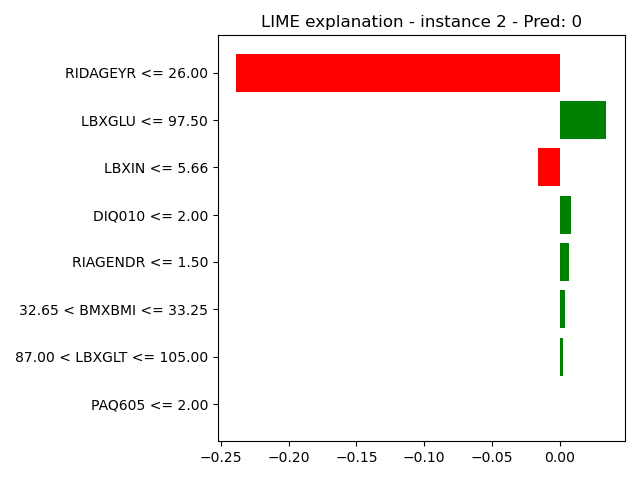 LIME explanation - instance 2 - Pred: 0
RIDAGEYR <= 26.00
LBXGLU <= 97.50
LBXIN <= 5.66
DIQ010 <= 2.00
RIAGENDR <= 1.50
32.65 < BMXBMI <= 33.25
87.00 < LBXGLT <= 105.00
PAQ605 <= 2.00
−0.25 −0.20 −0.15 −0.10 −0.05 0.00